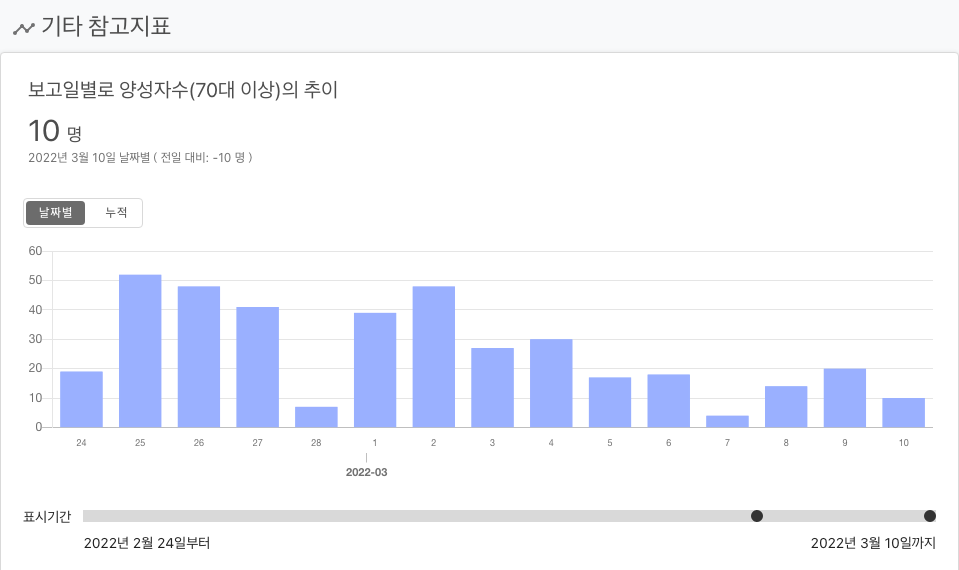 기타 참고지표
보고일별로 양성자수(70대 이상)의 추이
10 명
2022년 3월 10일 날짜별 ( 전일 대비: -10 명 )
날짜별 누적
60
50
40
30
20
10
0
24 25 26 27 28 1 2 3 4 5 6 7 8 9 10
2022-03
표시기간
2022년 2월 24일부터 2022년 3월 10일까지